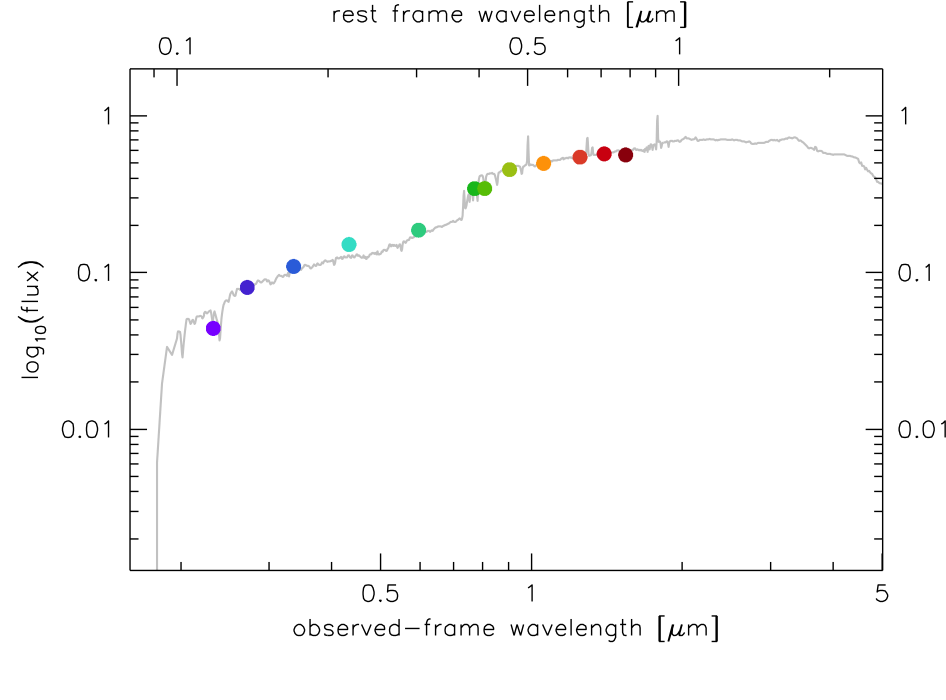 rest frame wavelength [μm]
0.1 0.5 1
1 1
0.1 0.1
0.01 0.01
log10(flux)
0.5 1 5
observed-frame wavelength [μm]